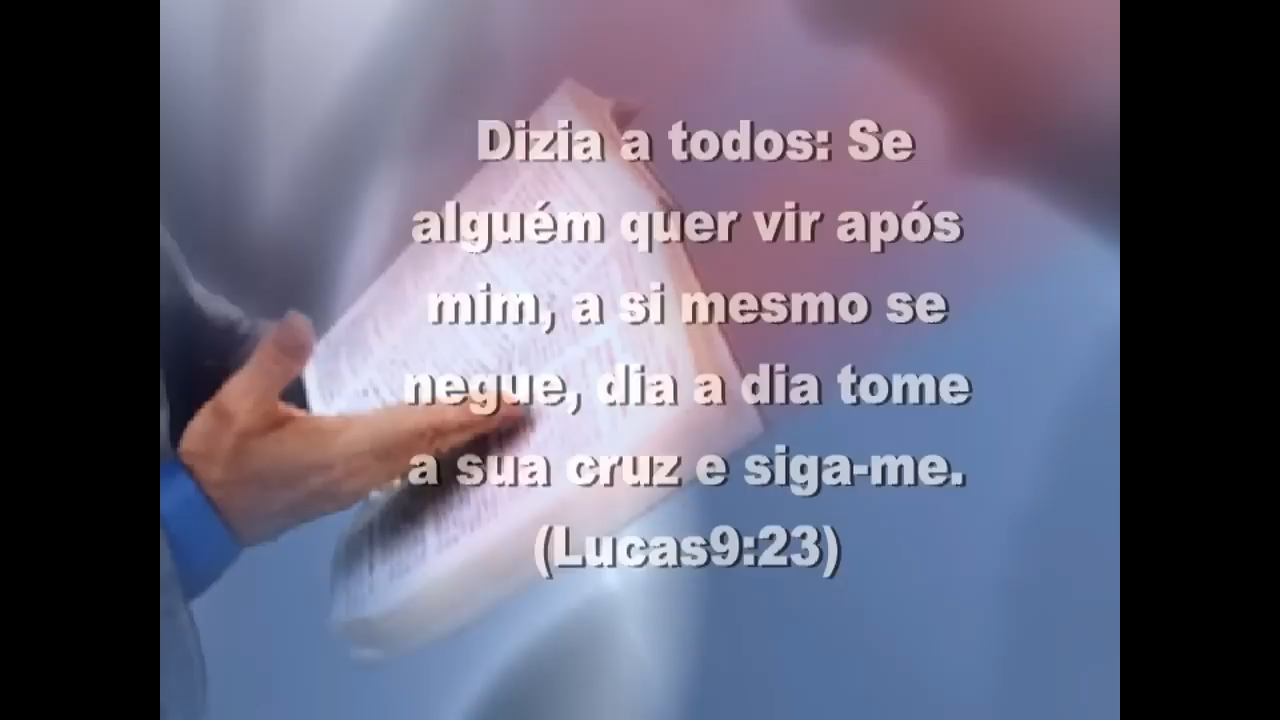 Dizia a todos: Se
alguém quer vir após
mim, a si mesmo se
negue, dia a dia tome
a sua cruz e siga-me.
(Lucas9:23)